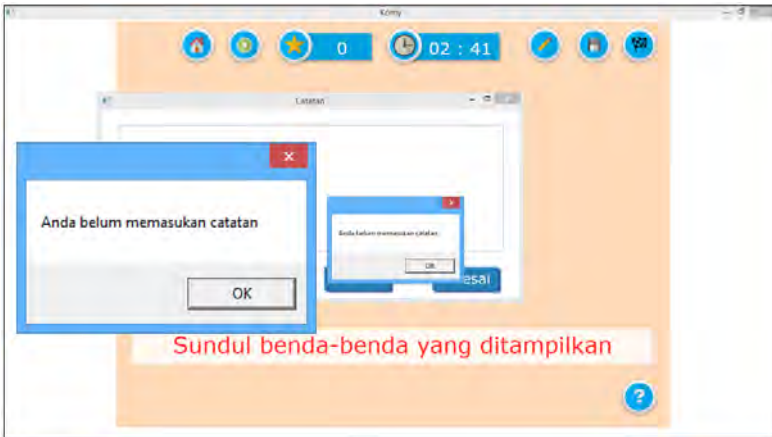 Korny
0
02 : 41
Catatan
Anda belum memasukan catatan
OK
Anda belum memasukan catatan
OK
esai
Sundul benda-benda yang ditampilkan
?